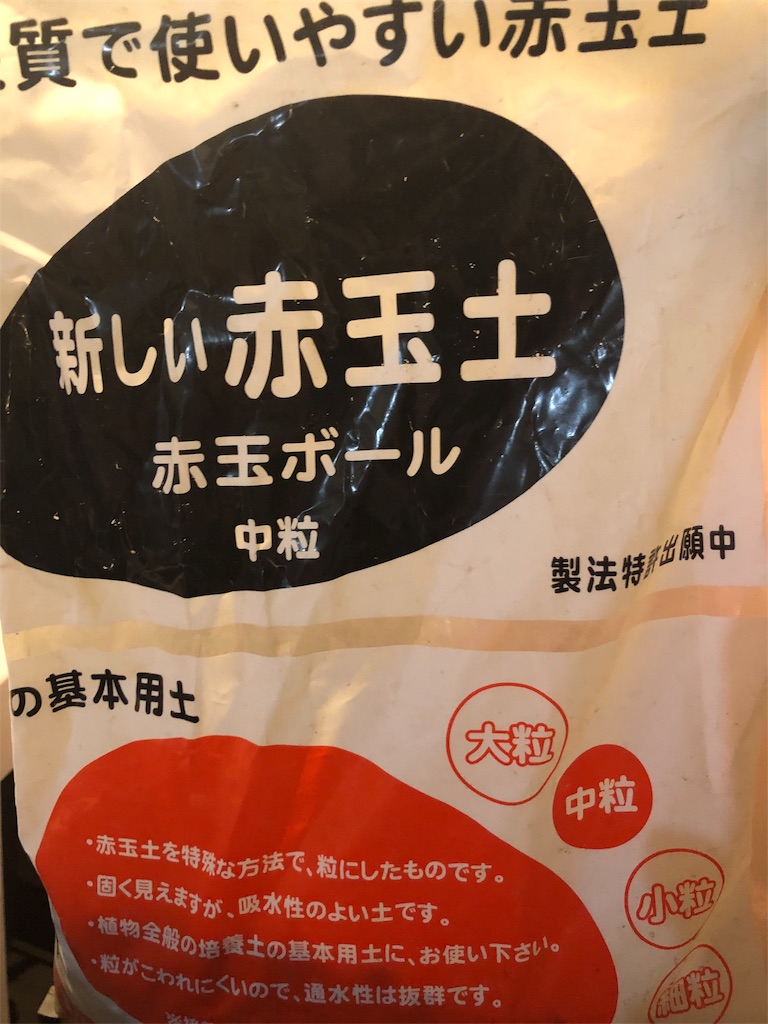 質で使いやすい赤玉土
新しい赤玉土
赤玉ボール
中粒
製法特許出願中
の基本用土
大粒
中粒
小粒
細粒
・赤玉土を特殊な方法で、粒にしたものです。
・固く見えますが、吸水性のよい土です。
・植物全般の培養土の基本用土に、お使い下さい。
・粒がこわれにくいので、通水性は抜群です。